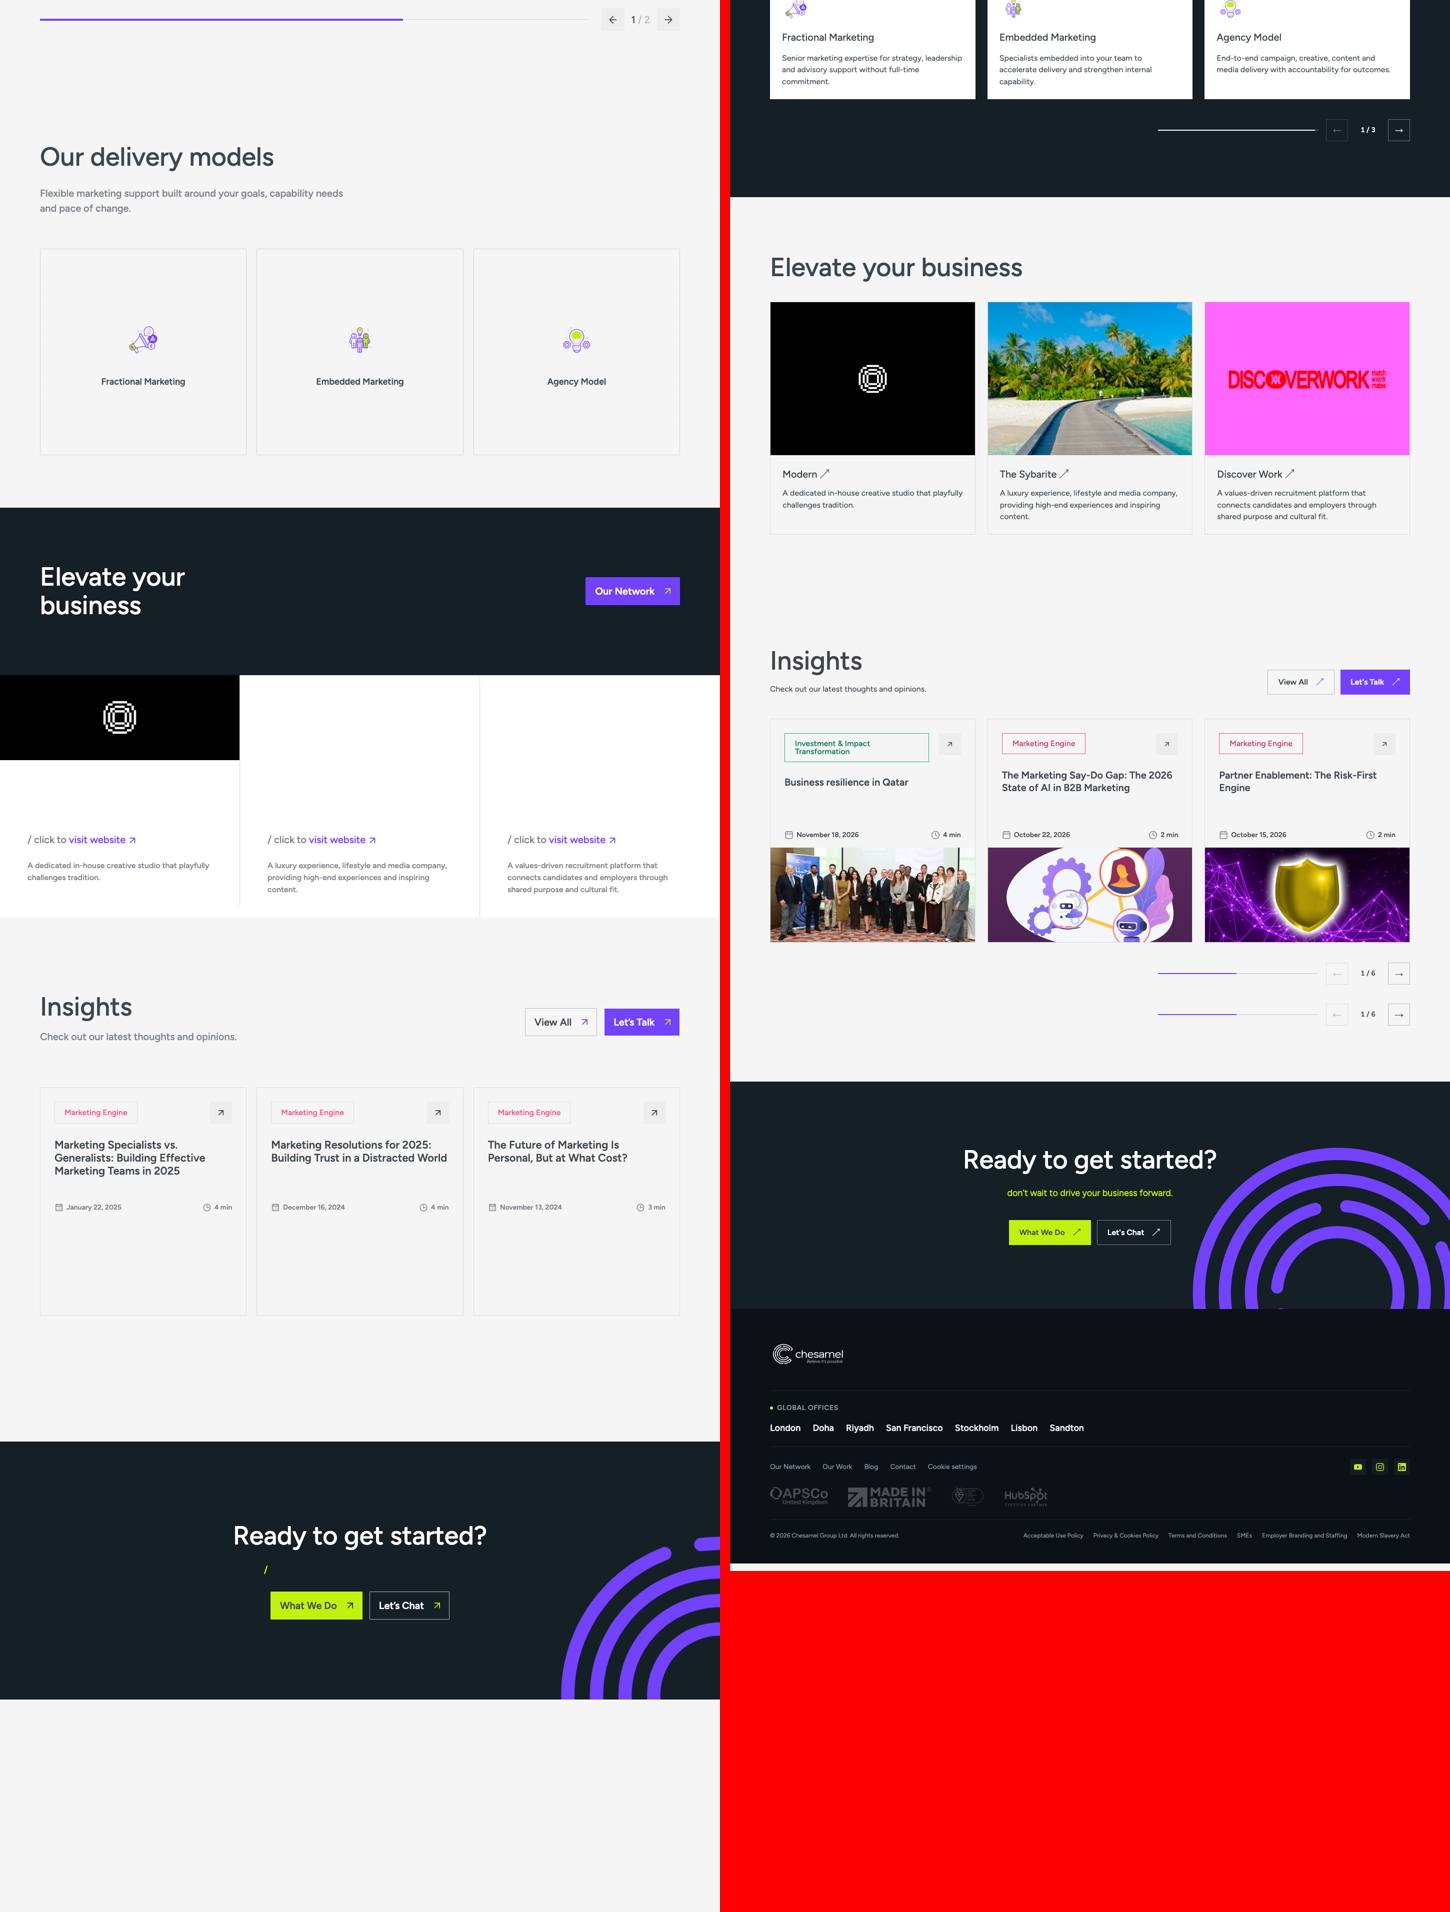 1 / 2
Our delivery models
Flexible marketing support built around your goals, capability needs
and pace of change.
Fractional Marketing
Embedded Marketing
Agency Model
Elevate your
business
Our Network
/ click to visit website
A dedicated in-house creative studio that playfully
challenges tradition.
/ click to visit website
A luxury experience, lifestyle and media company,
providing high-end experiences and inspiring
content.
/ click to visit website
A values-driven recruitment platform that
connects candidates and employers through
shared purpose and cultural fit.
Insights
Check out our latest thoughts and opinions.
View All
Let's Talk
Marketing Engine
Marketing Specialists vs.
Generalists: Building Effective
Marketing Teams in 2025
January 22, 2025
4 min
Marketing Engine
Marketing Resolutions for 2025:
Building Trust in a Distracted World
December 16, 2024
4 min
Marketing Engine
The Future of Marketing Is
Personal, But at What Cost?
November 13, 2024
3 min
Ready to get started?
/
What We Do
Let's Chat
Fractional Marketing
Senior marketing expertise for strategy, leadership
and advisory support without full-time
commitment.
Embedded Marketing
Specialists embedded into your team to
accelerate delivery and strengthen internal
capability.
Agency Model
End-to-end campaign, creative, content and
media delivery with accountability for outcomes.
1 / 3
Elevate your business
DISCOVERWORK
match
work
mates
Modern
A dedicated in-house creative studio that playfully
challenges tradition.
The Sybarite
A luxury experience, lifestyle and media company,
providing high-end experiences and inspiring
content.
Discover Work
A values-driven recruitment platform that
connects candidates and employers through
shared purpose and cultural fit.
Insights
Check out our latest thoughts and opinions.
View All
Let's Talk
Investment & Impact
Transformation
Business resilience in Qatar
November 18, 2026
4 min
Marketing Engine
The Marketing Say-Do Gap: The 2026
State of AI in B2B Marketing
October 22, 2026
2 min
Marketing Engine
Partner Enablement: The Risk-First
Engine
October 15, 2026
2 min
1 / 6
1 / 6
Ready to get started?
don't wait to drive your business forward.
What We Do
Let's Chat
chesamel
Believe it's possible
GLOBAL OFFICES
London Doha Riyadh San Francisco Stockholm Lisbon Sandton
Our Network Our Work Blog Contact Cookie settings
APSCo
United Kingdom
MADE IN
BRITAIN
HubSpot
CERTIFIED PARTNER
© 2026 Chesamel Group Ltd. All rights reserved.
Acceptable Use Policy Privacy & Cookies Policy Terms and Conditions SMEs Employer Branding and Staffing Modern Slavery Act